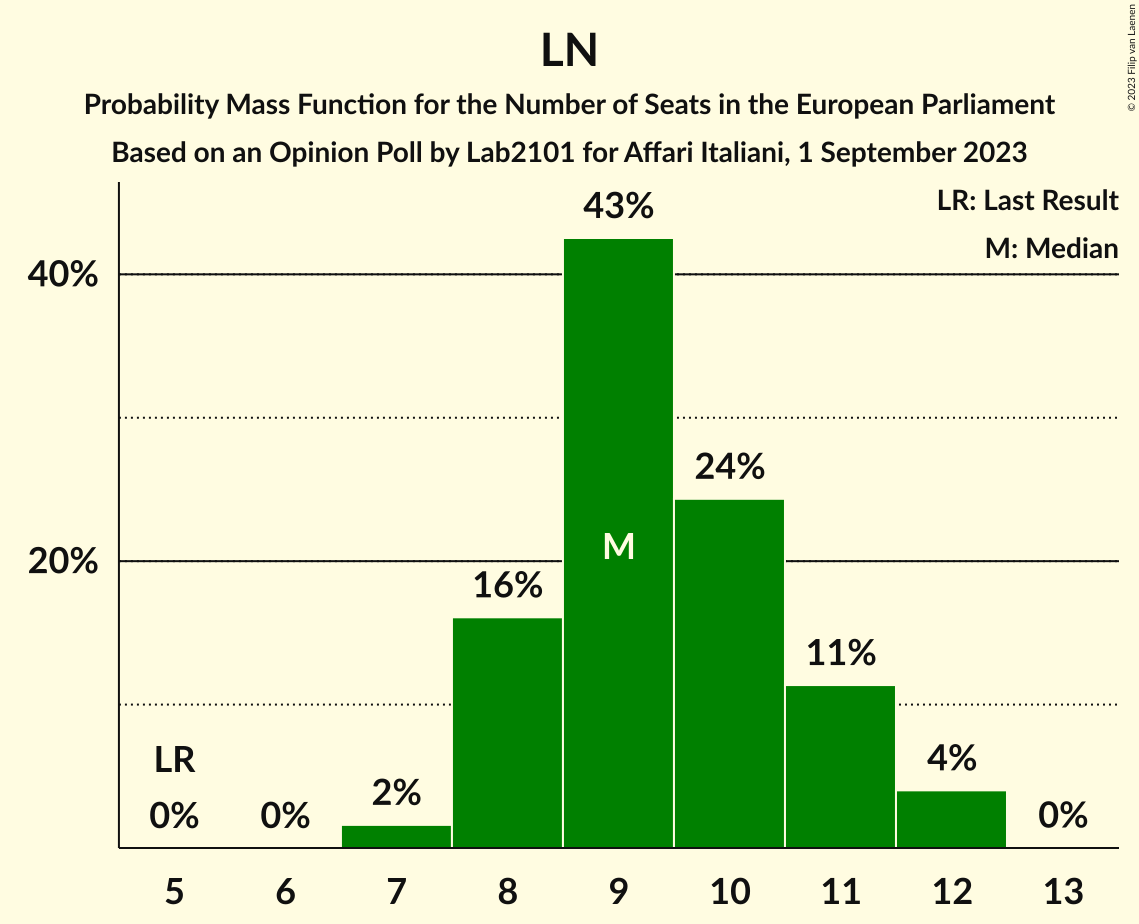 LN
Probability Mass Function for the Number of Seats in the European Parliament
Based on an Opinion Poll by Lab2101 for Affari Italiani, 1 September 2023
© 2023 Filip van Laenen
LR: Last Result
M: Median
43%
40%
24%
M
20%
16%
11%
LR
4%
2%
0% 0% 0%
5 6 7 8 9 10 11 12 13